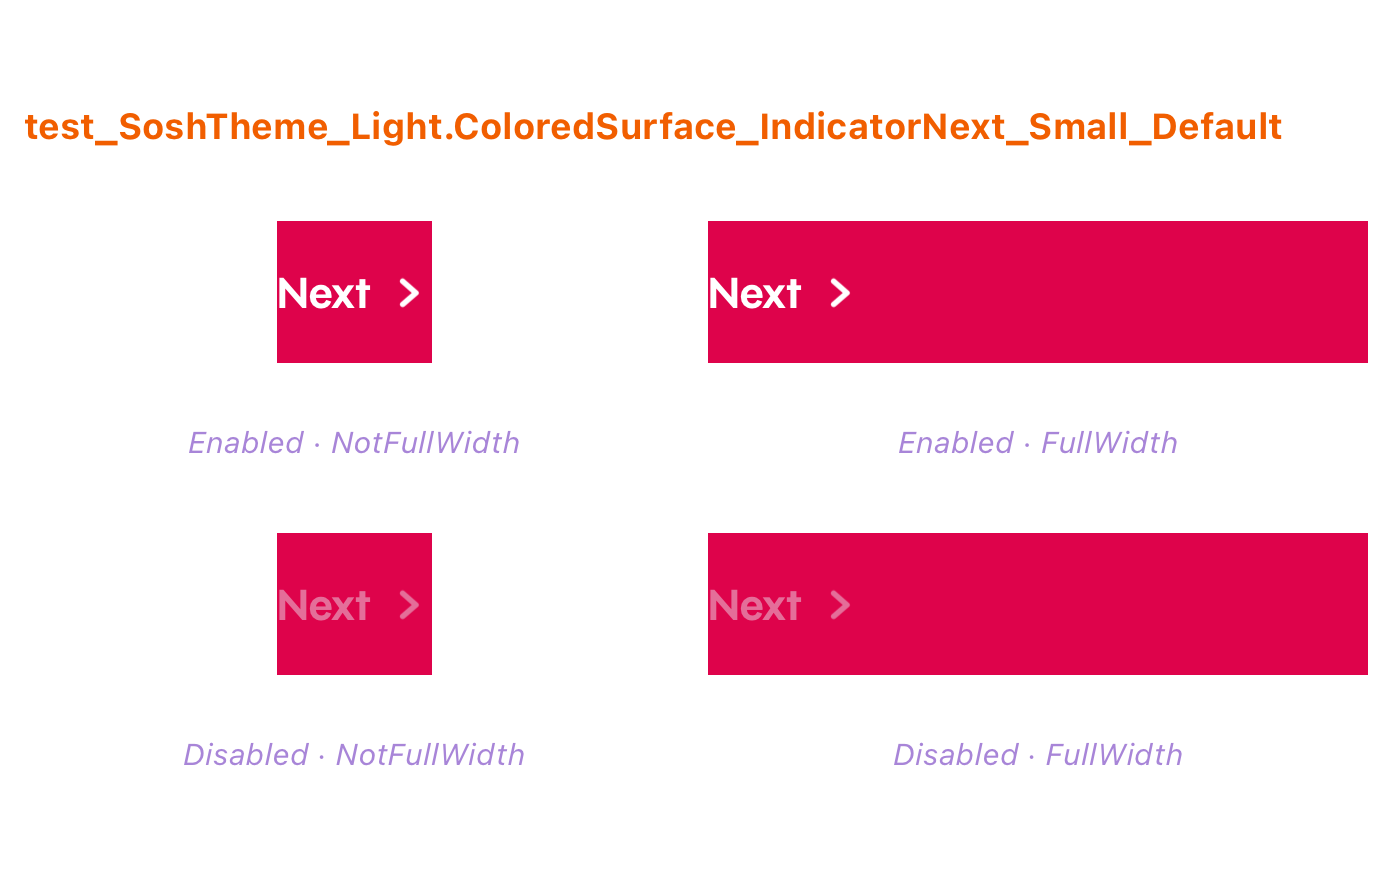 test_SoshTheme_Light.ColoredSurface_IndicatorNext_Small_Default
Next
Next
Enabled · NotFullWidth
Enabled · FullWidth
Next
Next
Disabled · NotFullWidth
Disabled · FullWidth